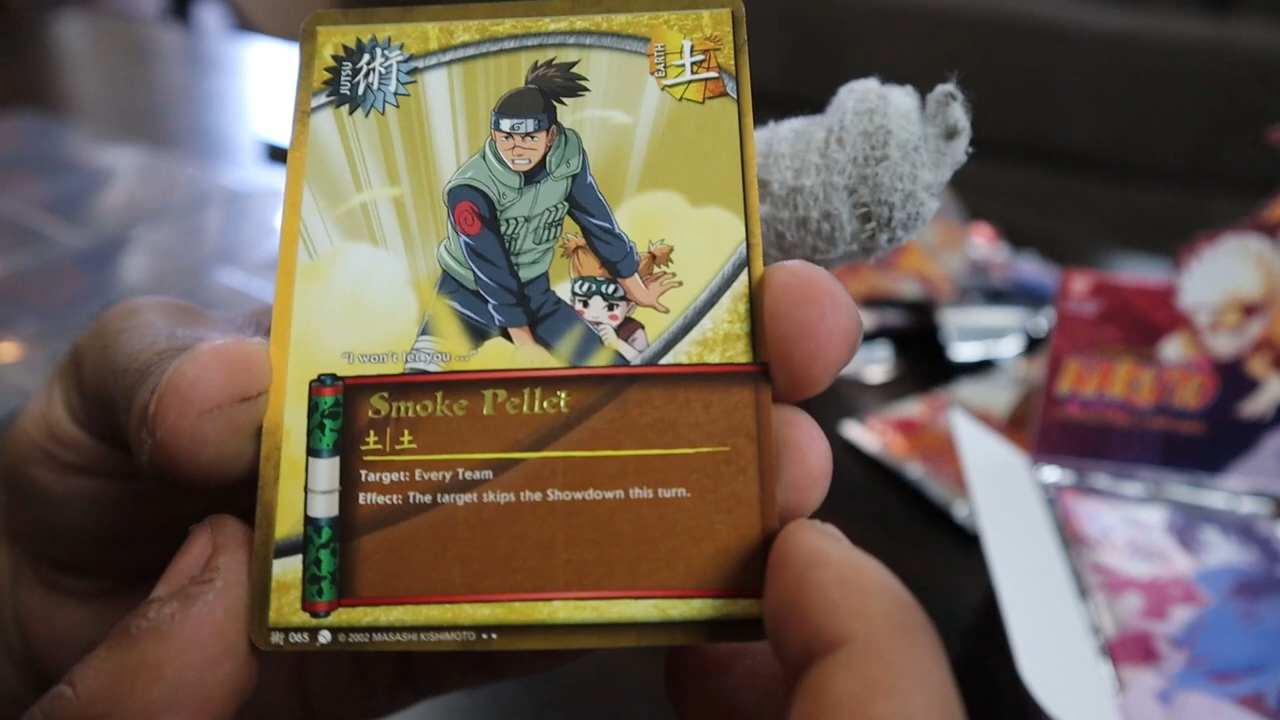 JUTSU 術
EARTH 土
"I won't let you ..."
Smoke Pellet
土|土
Target: Every Team
Effect: The target skips the Showdown this turn.
術 065 © 2002 MASASHI KISHIMOTO
NARUTO